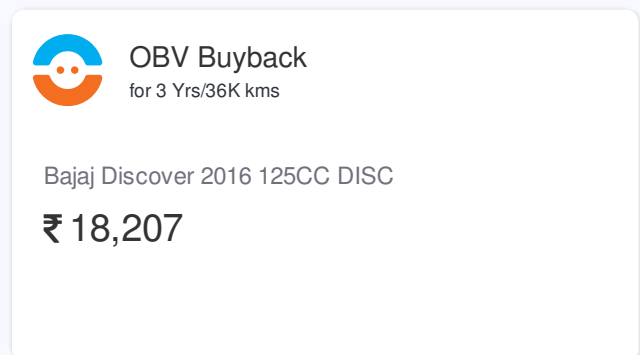 OBV Buyback
for 3 Yrs/36K kms
Bajaj Discover 2016 125CC DISC
₹ 18,207